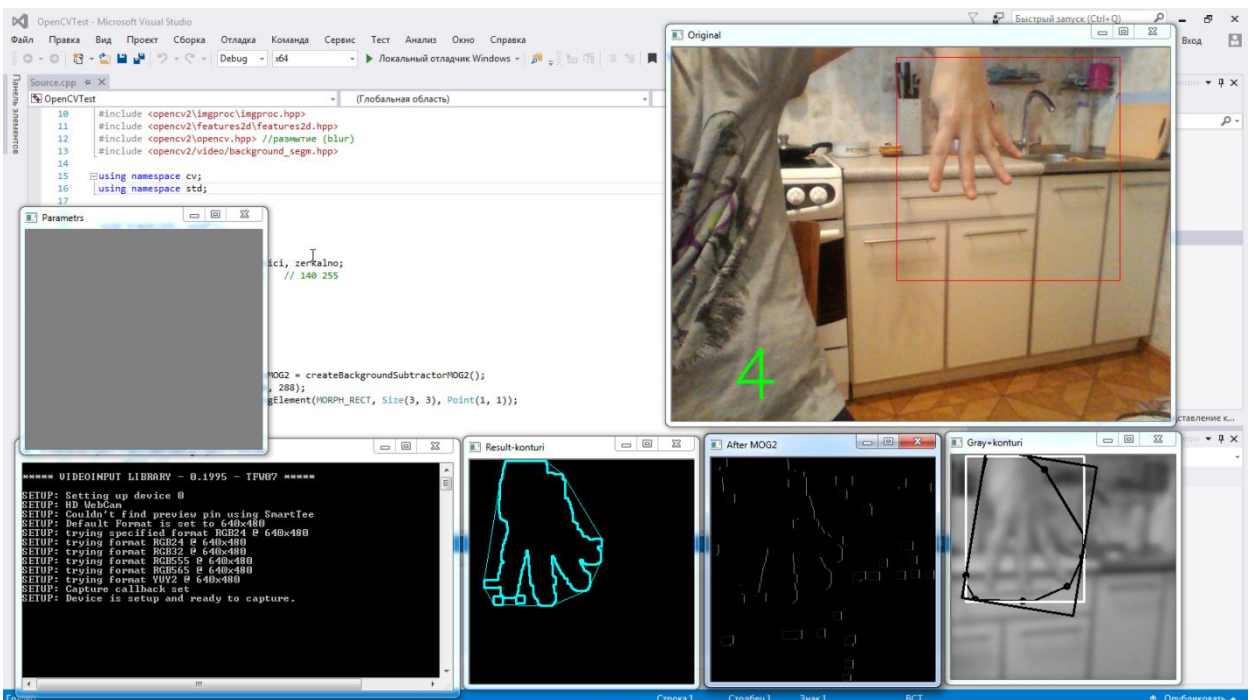 OpenCVTest - Microsoft Visual Studio
Быстрый запуск (Ctrl+Q)
Файл Правка Вид Проект Сборка Отладка Команда Сервис Тест Анализ Окно Справка
Вход
Debug x64 Локальный отладчик Windows
Панель элементов
Source.cpp
OpenCVTest (Глобальная область)
10 #include <opencv2\imgproc\imgproc.hpp>
11 #include <opencv2\features2d\features2d.hpp>
12 #include <opencv2\opencv.hpp> //размытие (blur)
13 #include <opencv2/video/background_segm.hpp>
14
15 using namespace cv;
16 using namespace std;
17
ici, zerkalno;
// 140 255
MOG2 = createBackgroundSubtractorMOG2();
, 288);
gElement(MORPH_RECT, Size(3, 3), Point(1, 1));
Parametrs
Original
4
ставление к...
***** VIDEOINPUT LIBRARY - 0.1995 - TFW07 *****
SETUP: Setting up device 0
SETUP: HD WebCam
SETUP: Couldn't find preview pin using SmartTee
SETUP: Default Format is set to 640x480
SETUP: trying specified format RGB24 @ 640x480
SETUP: trying format RGB24 @ 640x480
SETUP: trying format RGB32 @ 640x480
SETUP: trying format RGB555 @ 640x480
SETUP: trying format RGB565 @ 640x480
SETUP: trying format YUY2 @ 640x480
SETUP: Capture callback set
SETUP: Device is setup and ready to capture.
Result-konturi
After MOG2
Gray+konturi
Строка 1 Столбец 1 Знак 1 ВСТ
Опубликовать